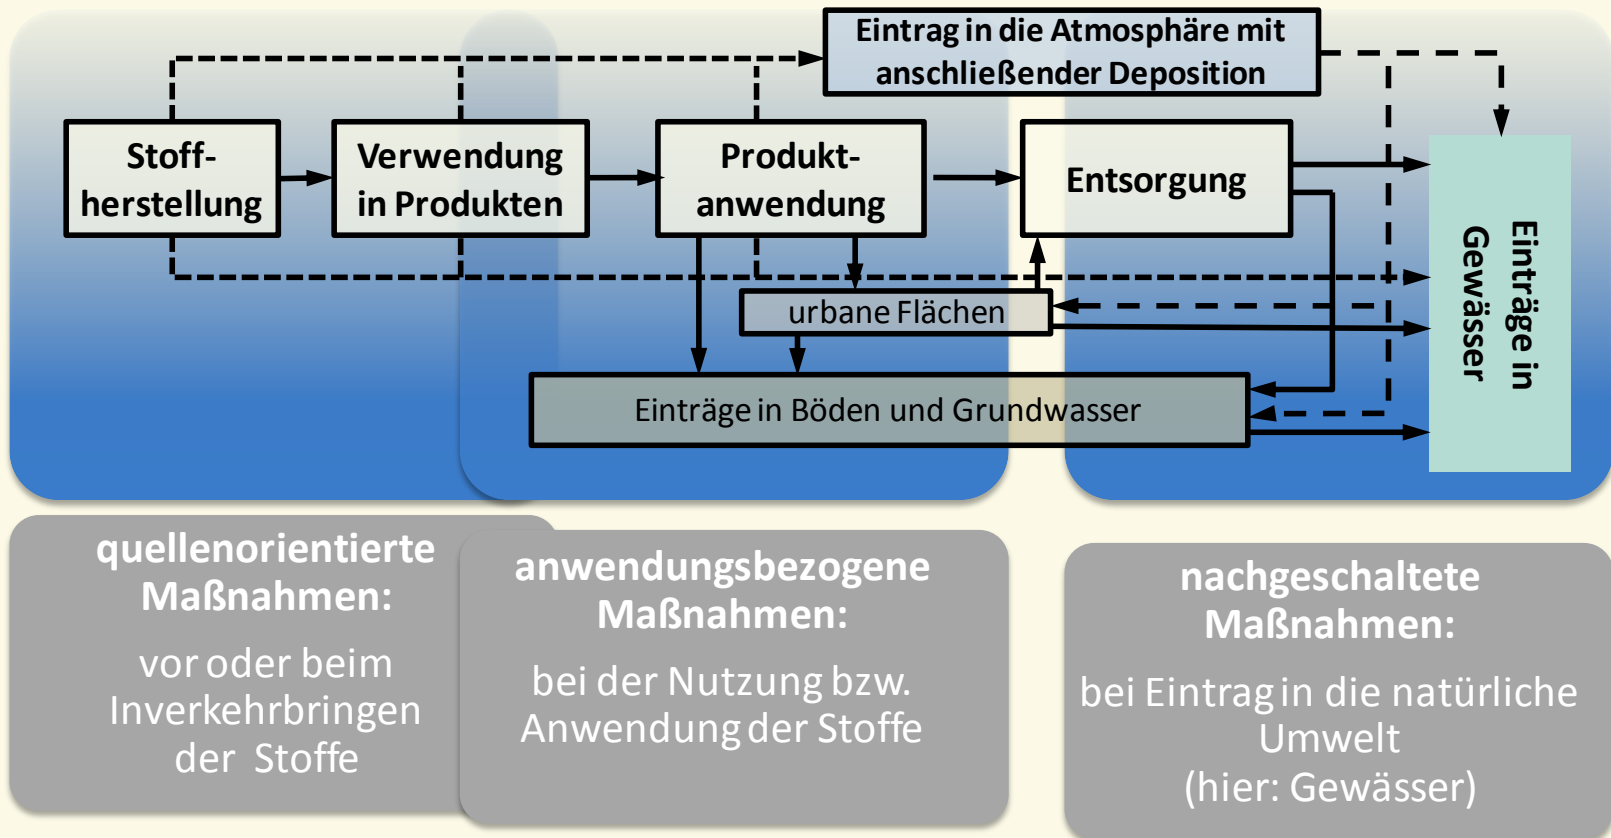 Eintrag in die Atmosphäre mit
anschließender Deposition
Stoff-
herstellung
Verwendung
in Produkten
Produkt-
anwendung
Entsorgung
Einträge in
Gewässer
urbane Flächen
Einträge in Böden und Grundwasser
quellenorientierte
Maßnahmen:
vor oder beim
Inverkehrbringen
der Stoffe
anwendungsbezogene
Maßnahmen:
bei der Nutzung bzw.
Anwendung der Stoffe
nachgeschaltete
Maßnahmen:
bei Eintrag in die natürliche
Umwelt
(hier: Gewässer)